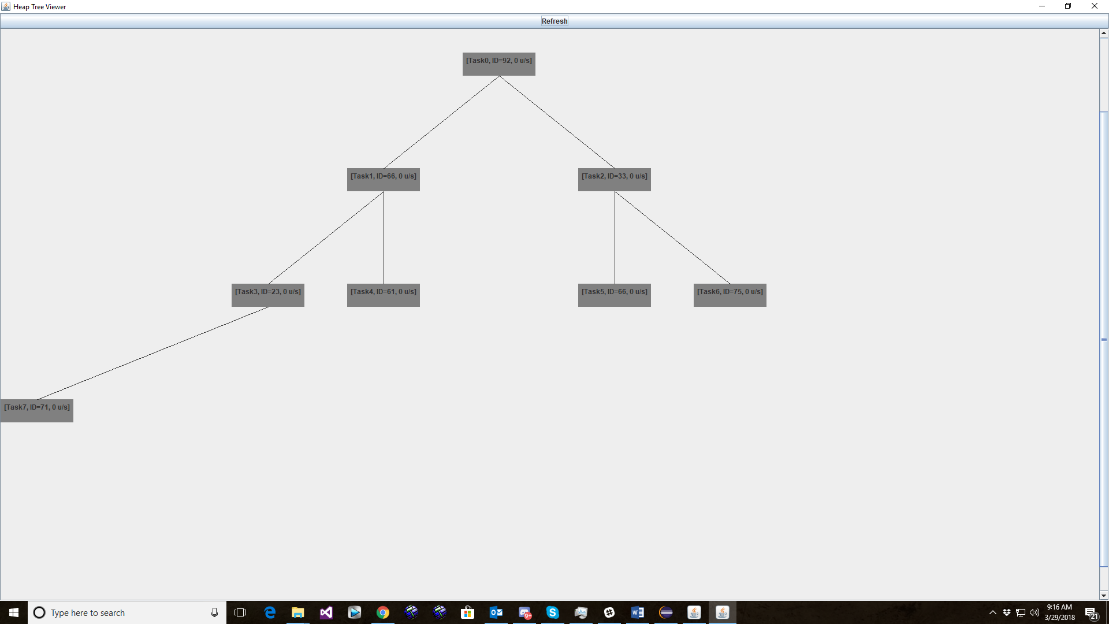 Heap Tree Viewer
Refresh
[Task0, ID=92, 0 u/s]
[Task1, ID=66, 0 u/s]
[Task2, ID=33, 0 u/s]
[Task3, ID=23, 0 u/s]
[Task4, ID=61, 0 u/s]
[Task5, ID=66, 0 u/s]
[Task6, ID=75, 0 u/s]
[Task7, ID=71, 0 u/s]
Type here to search
9:16 AM
3/29/2018
21